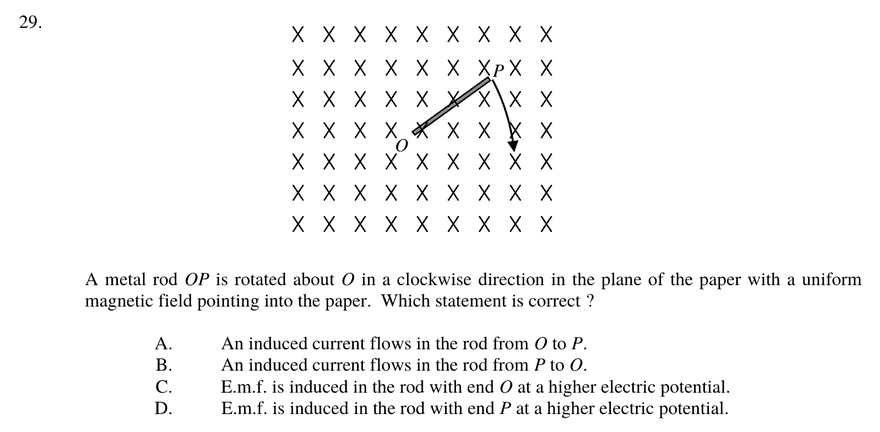 29.
X X X X X X X X X
X X X X X X X P X X
X X X X X X X X X
X X X X X X X X X
O
X X X X X X X X X
X X X X X X X X X
X X X X X X X X X
A metal rod OP is rotated about O in a clockwise direction in the plane of the paper with a uniform
magnetic field pointing into the paper. Which statement is correct ?
A. An induced current flows in the rod from O to P.
B. An induced current flows in the rod from P to O.
C. E.m.f. is induced in the rod with end O at a higher electric potential.
D. E.m.f. is induced in the rod with end P at a higher electric potential.